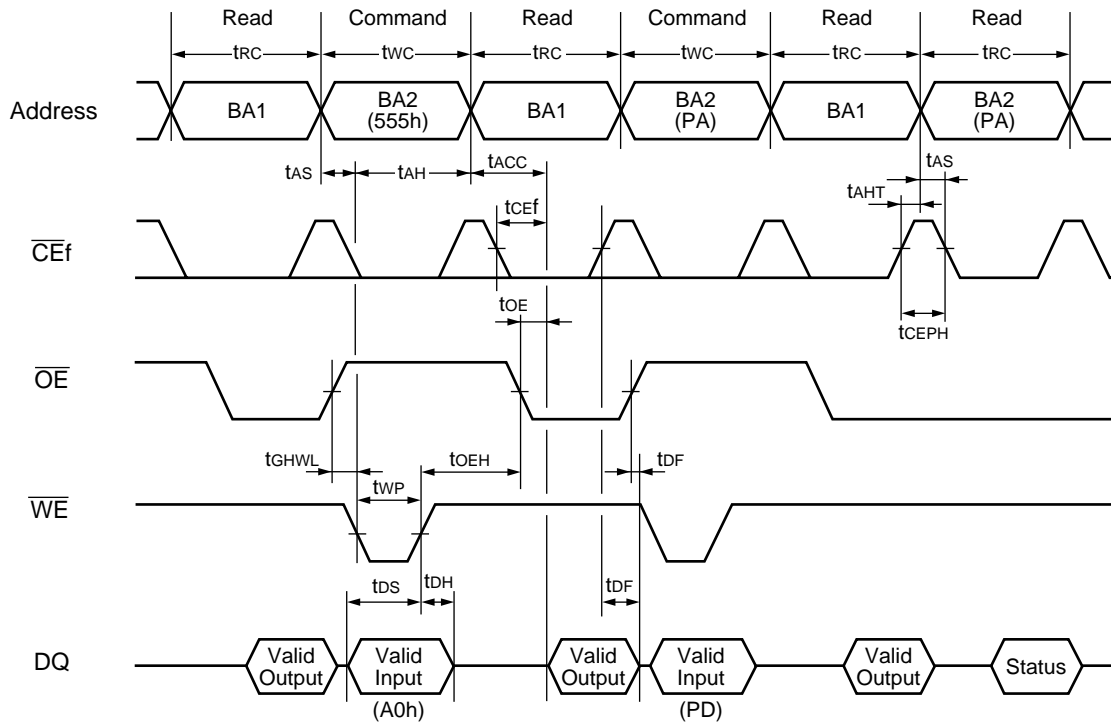 Read Command Read Command Read Read
tRC tWC tRC tWC tRC tRC
Address
BA1
BA2
(555h)
BA1
BA2
(PA)
BA1
BA2
(PA)
tAS tAH tACC tAS
tAHT
tCEf
CEf
tCEPH
tOE
OE
tGHWL tWP tOEH tDF
WE
tDS tDH tDF
DQ
Valid
Output
Valid
Input
(A0h)
Valid
Output
Valid
Input
(PD)
Valid
Output
Status